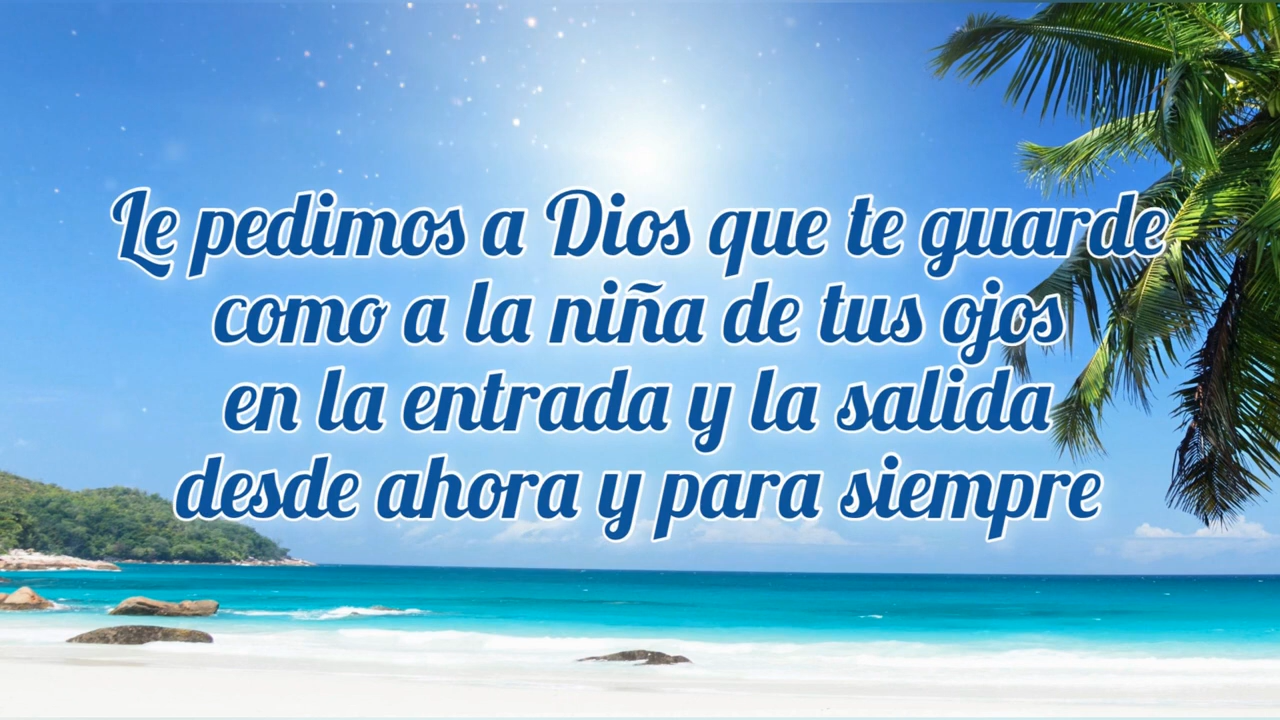 Le pedimos a Dios que te guarde
como a la niña de tus ojos
en la entrada y la salida
desde ahora y para siempre